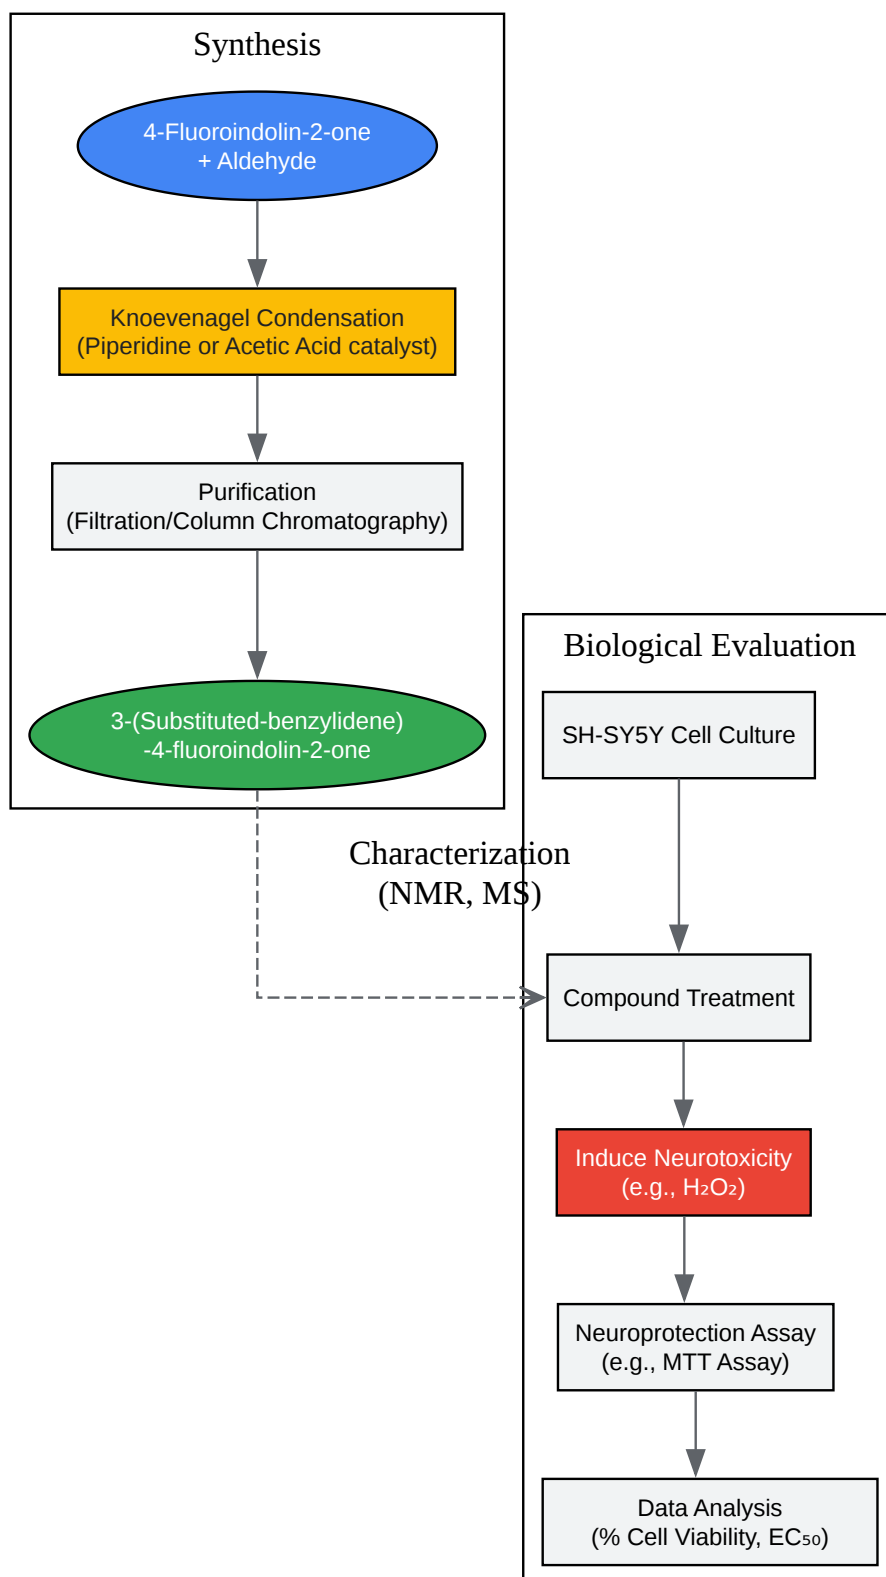 Synthesis
4-Fluoroindolin-2-one
+ Aldehyde
Knoevenagel Condensation
(Piperidine or Acetic Acid catalyst)
Purification
(Filtration/Column Chromatography)
3-(Substituted-benzylidene)
-4-fluoroindolin-2-one
Characterization
(NMR, MS)
Biological Evaluation
SH-SY5Y Cell Culture
Compound Treatment
Induce Neurotoxicity
(e.g., H₂O₂)
Neuroprotection Assay
(e.g., MTT Assay)
Data Analysis
(% Cell Viability, EC₅₀)